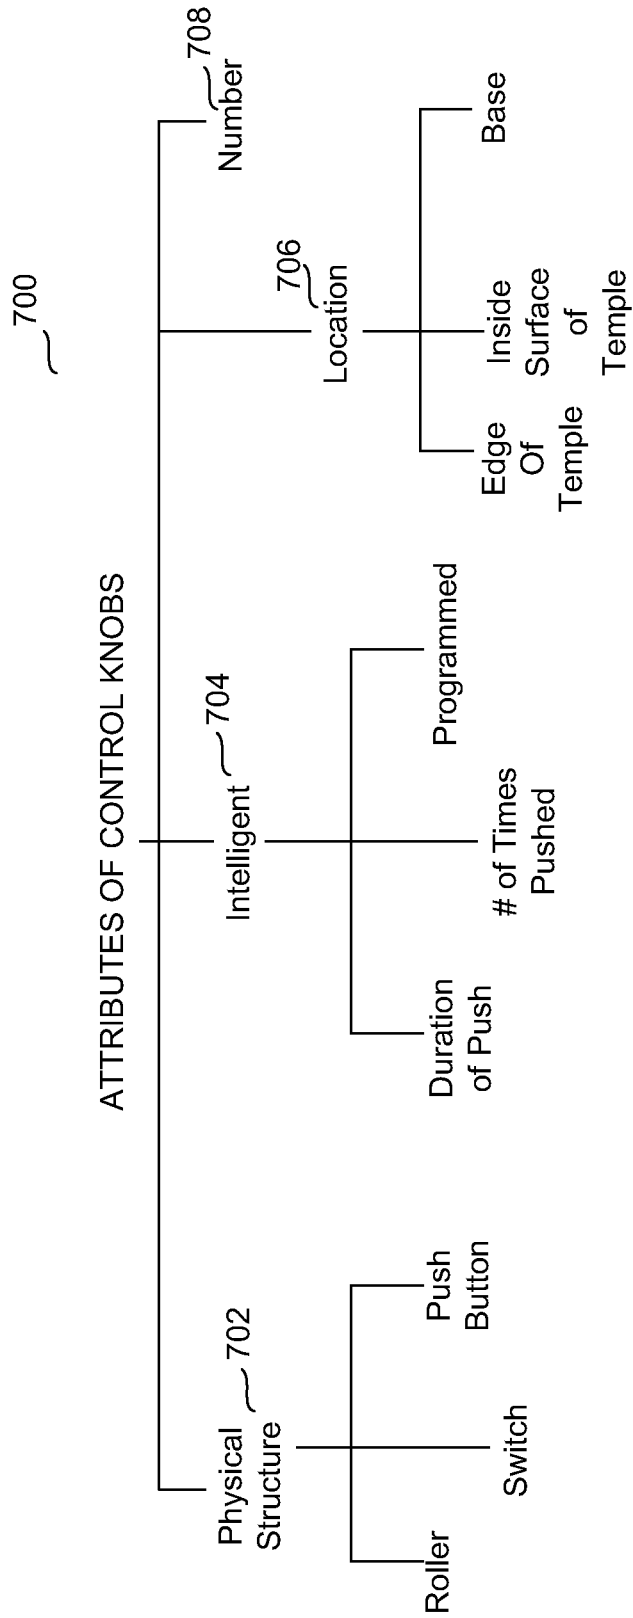 700
ATTRIBUTES OF CONTROL KNOBS
Physical
Structure
702
Roller
Switch
Push
Button
Intelligent
704
Duration
of Push
# of Times
Pushed
Programmed
Location
706
Edge
Of
Temple
Inside
Surface
of
Temple
Base
Number
708